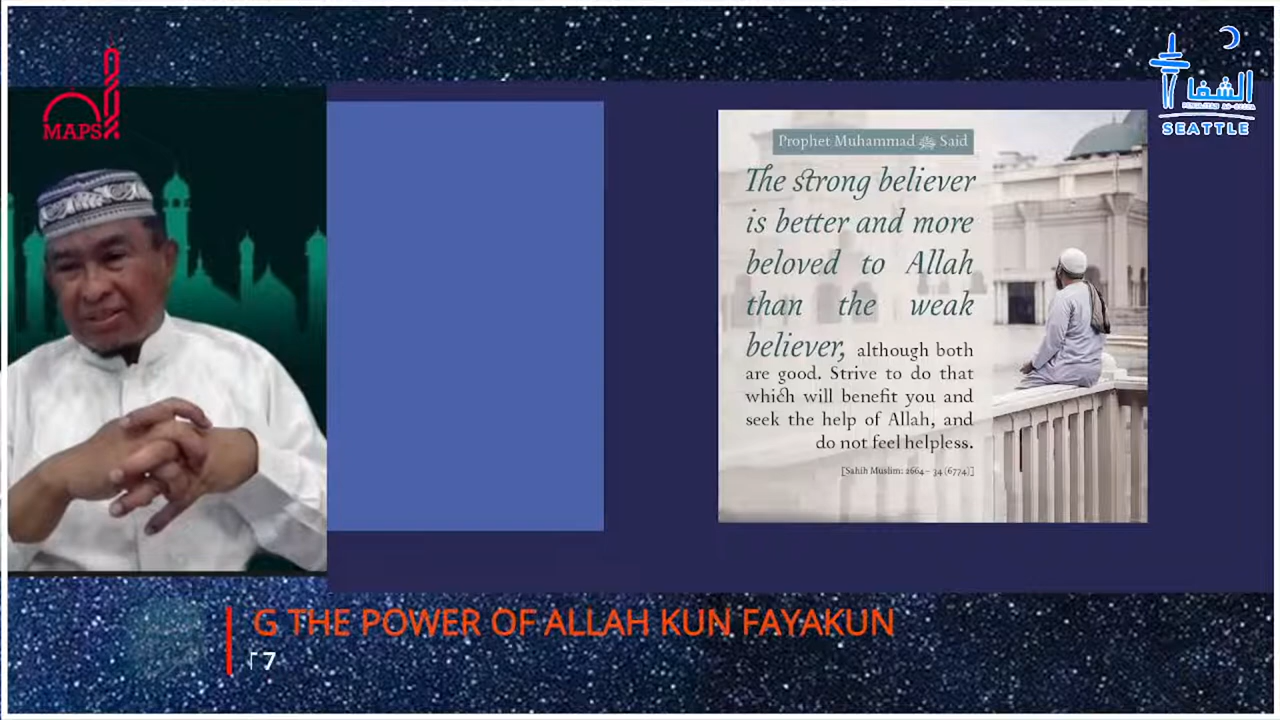 MAPS
الشفاء
SEATTLE
Prophet Muhammad ﷺ Said
The strong believer
is better and more
beloved to Allah
than the weak
believer, although both
are good. Strive to do that
which will benefit you and
seek the help of Allah, and
do not feel helpless.
[Sahih Muslim: 2664– 34 (6774)]
G THE POWER OF ALLAH KUN FAYAKUN
7